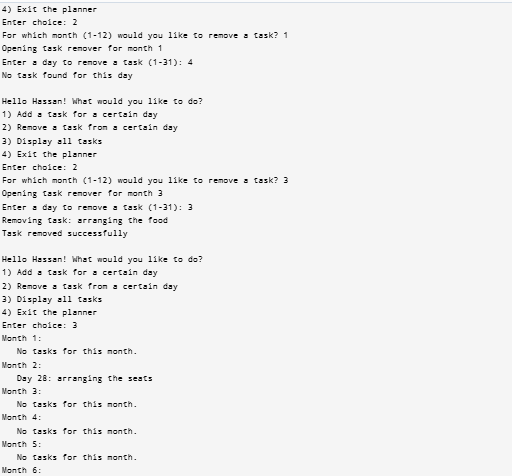 4) Exit the planner
Enter choice: 2
For which month (1-12) would you like to remove a task? 1
Opening task remover for month 1
Enter a day to remove a task (1-31): 4
No task found for this day
Hello Hassan! What would you like to do?
1) Add a task for a certain day
2) Remove a task from a certain day
3) Display all tasks
4) Exit the planner
Enter choice: 2
For which month (1-12) would you like to remove a task? 3
Opening task remover for month 3
Enter a day to remove a task (1-31): 3
Removing task: arranging the food
Task removed successfully
Hello Hassan! What would you like to do?
1) Add a task for a certain day
2) Remove a task from a certain day
3) Display all tasks
4) Exit the planner
Enter choice: 3
Month 1:
No tasks for this month.
Month 2:
Day 28: arranging the seats
Month 3:
No tasks for this month.
Month 4:
No tasks for this month.
Month 5:
No tasks for this month.
Month 6: